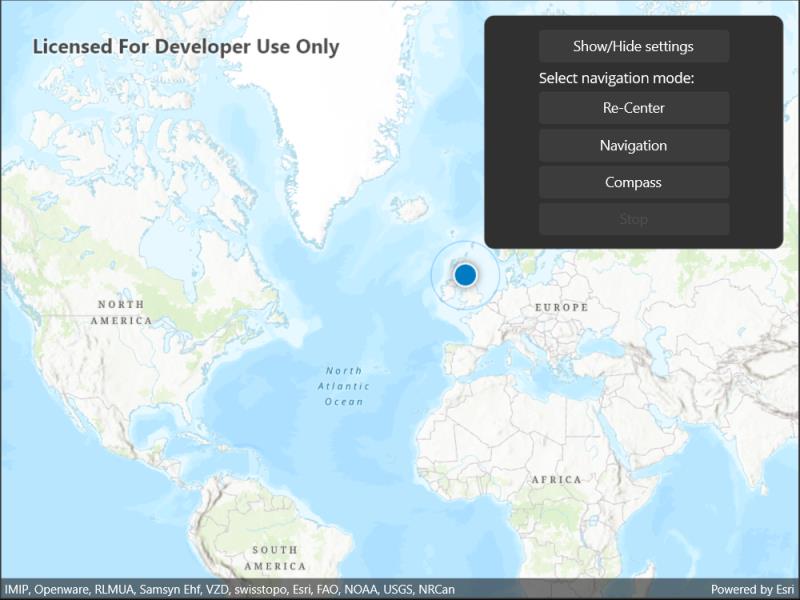 Licensed For Developer Use Only
Show/Hide settings
Select navigation mode:
Re-Center
Navigation
Compass
Stop
NORTH
AMERICA
EUROPE
North
Atlantic
Ocean
AFRICA
SOUTH
AMERICA
IMIP, Openware, RLMUA, Samsyn Ehf, VZD, swisstopo, Esri, FAO, NOAA, USGS, NRCan
Powered by Esri